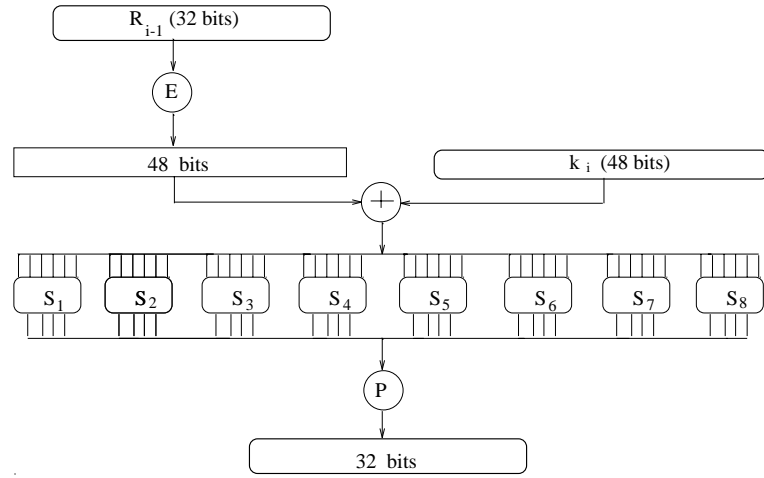 R i-1 (32 bits)
E
48 bits
k i (48 bits)
+
S1 S2 S3 S4 S5 S6 S7 S8
P
32 bits